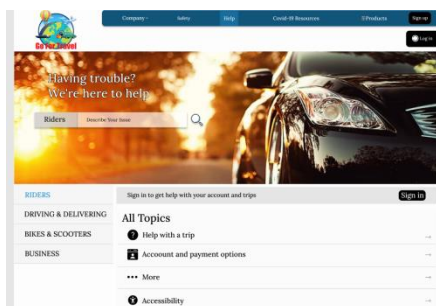 Company
Safety
Help
Covid-19 Resources
Products
Sign up
Log in
Go For Travel
Having trouble?
We're here to help
Riders
Describe Your Issue
RIDERS
DRIVING & DELIVERING
BIKES & SCOOTERS
BUSINESS
Sign in to get help with your account and trips
Sign in
All Topics
Help with a trip
Accoount and payment options
More
Accessibility